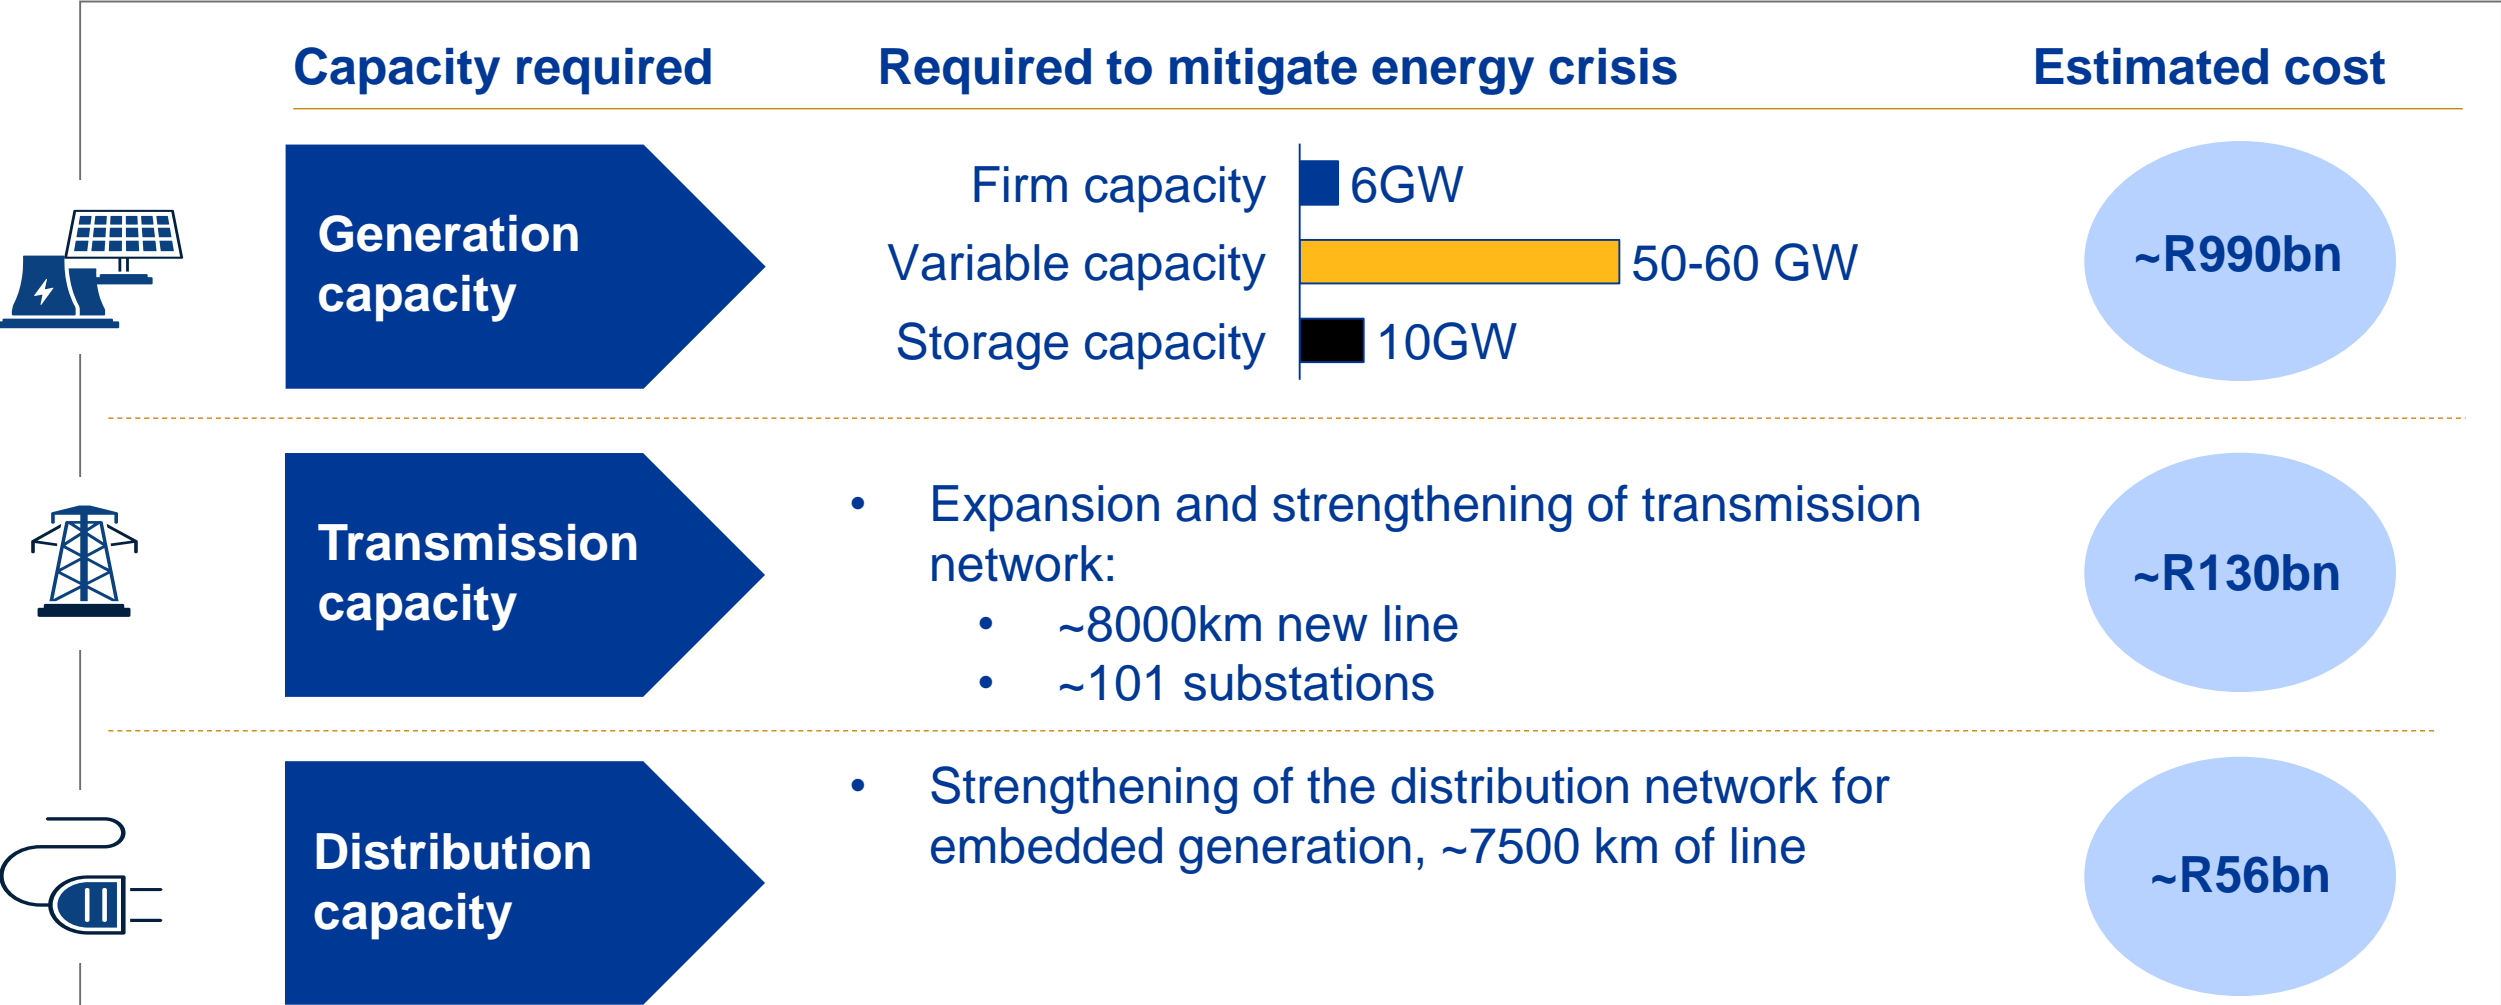 Capacity required
Required to mitigate energy crisis
Estimated cost
Generation
capacity
Firm capacity 6GW
Variable capacity 50-60 GW
Storage capacity 10GW
~R990bn
Transmission
capacity
• Expansion and strengthening of transmission
network:
• ~8000km new line
• ~101 substations
~R130bn
Distribution
capacity
• Strengthening of the distribution network for
embedded generation, ~7500 km of line
~R56bn